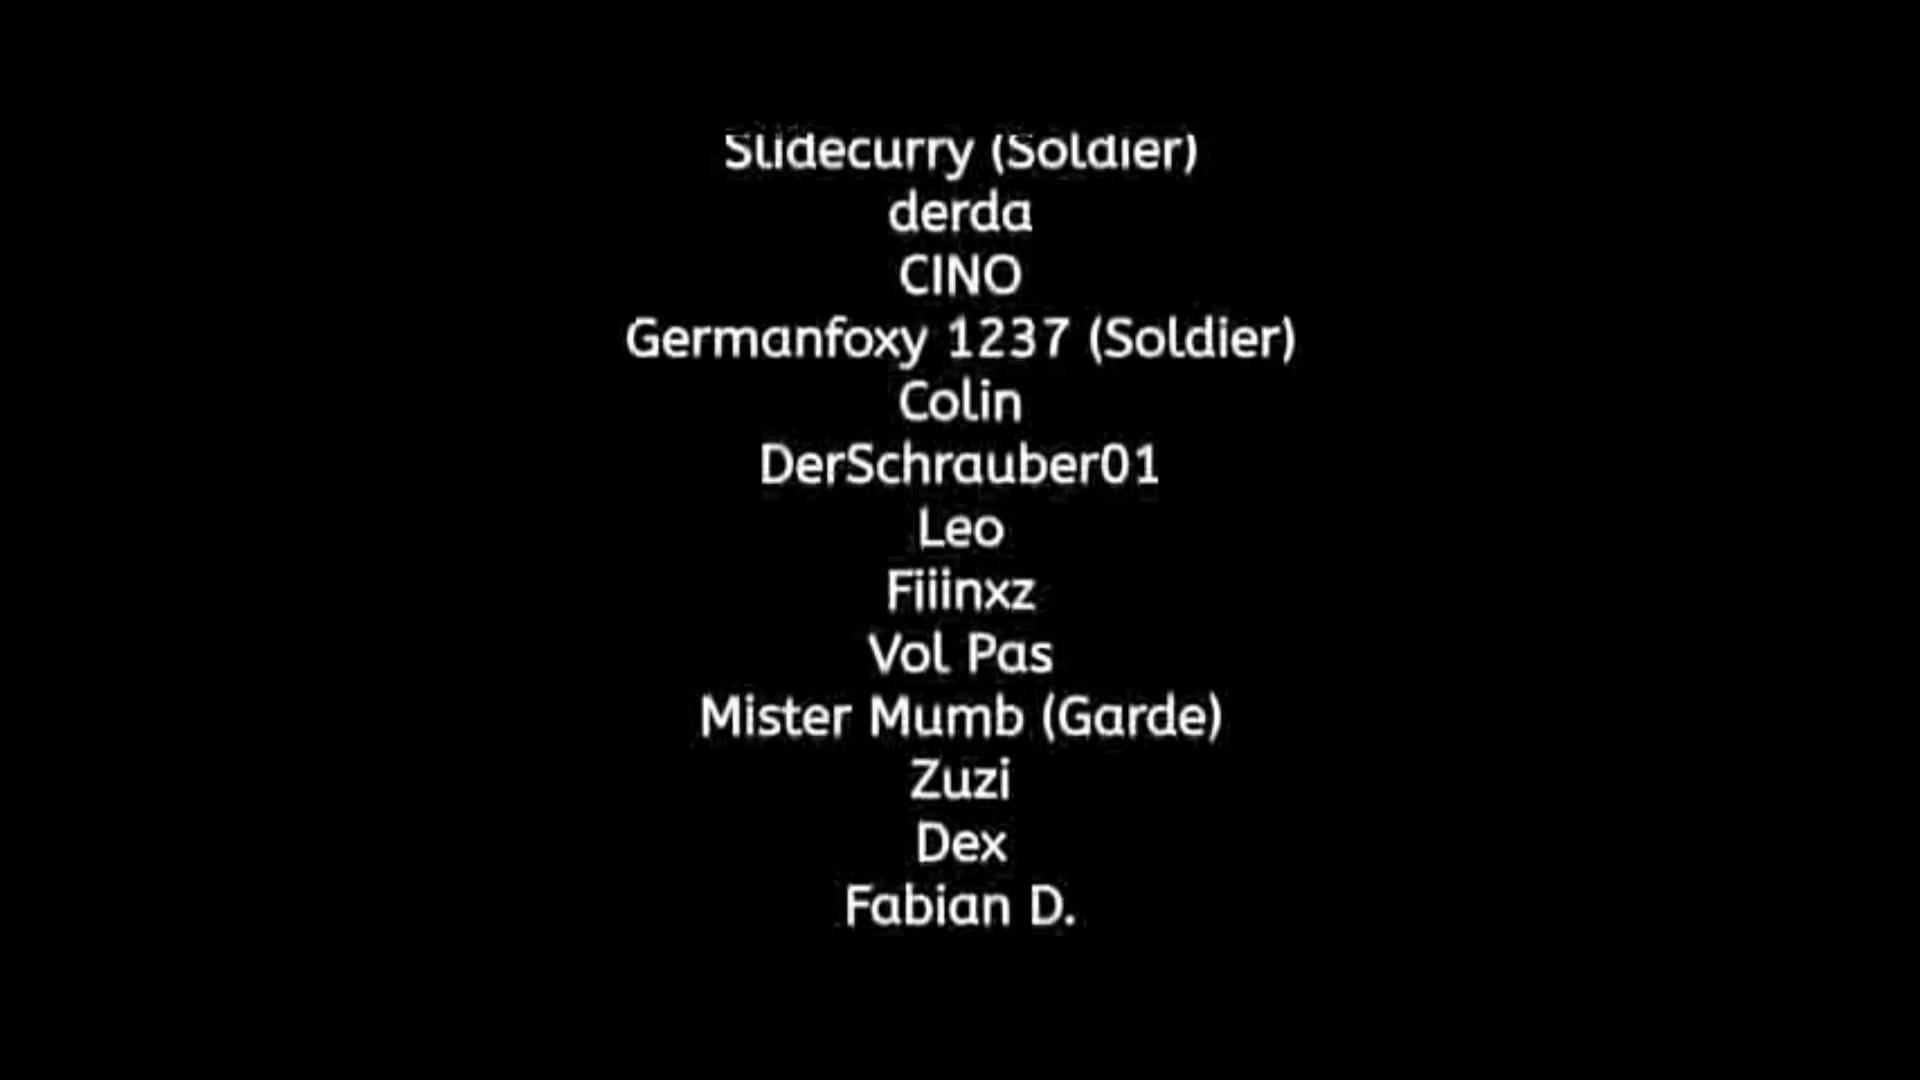 Slidecurry (Soldier)
derda
CINO
Germanfoxy 1237 (Soldier)
Colin
DerSchrauber01
Leo
Fiiinxz
Vol Pas
Mister Mumb (Garde)
Zuzi
Dex
Fabian D.